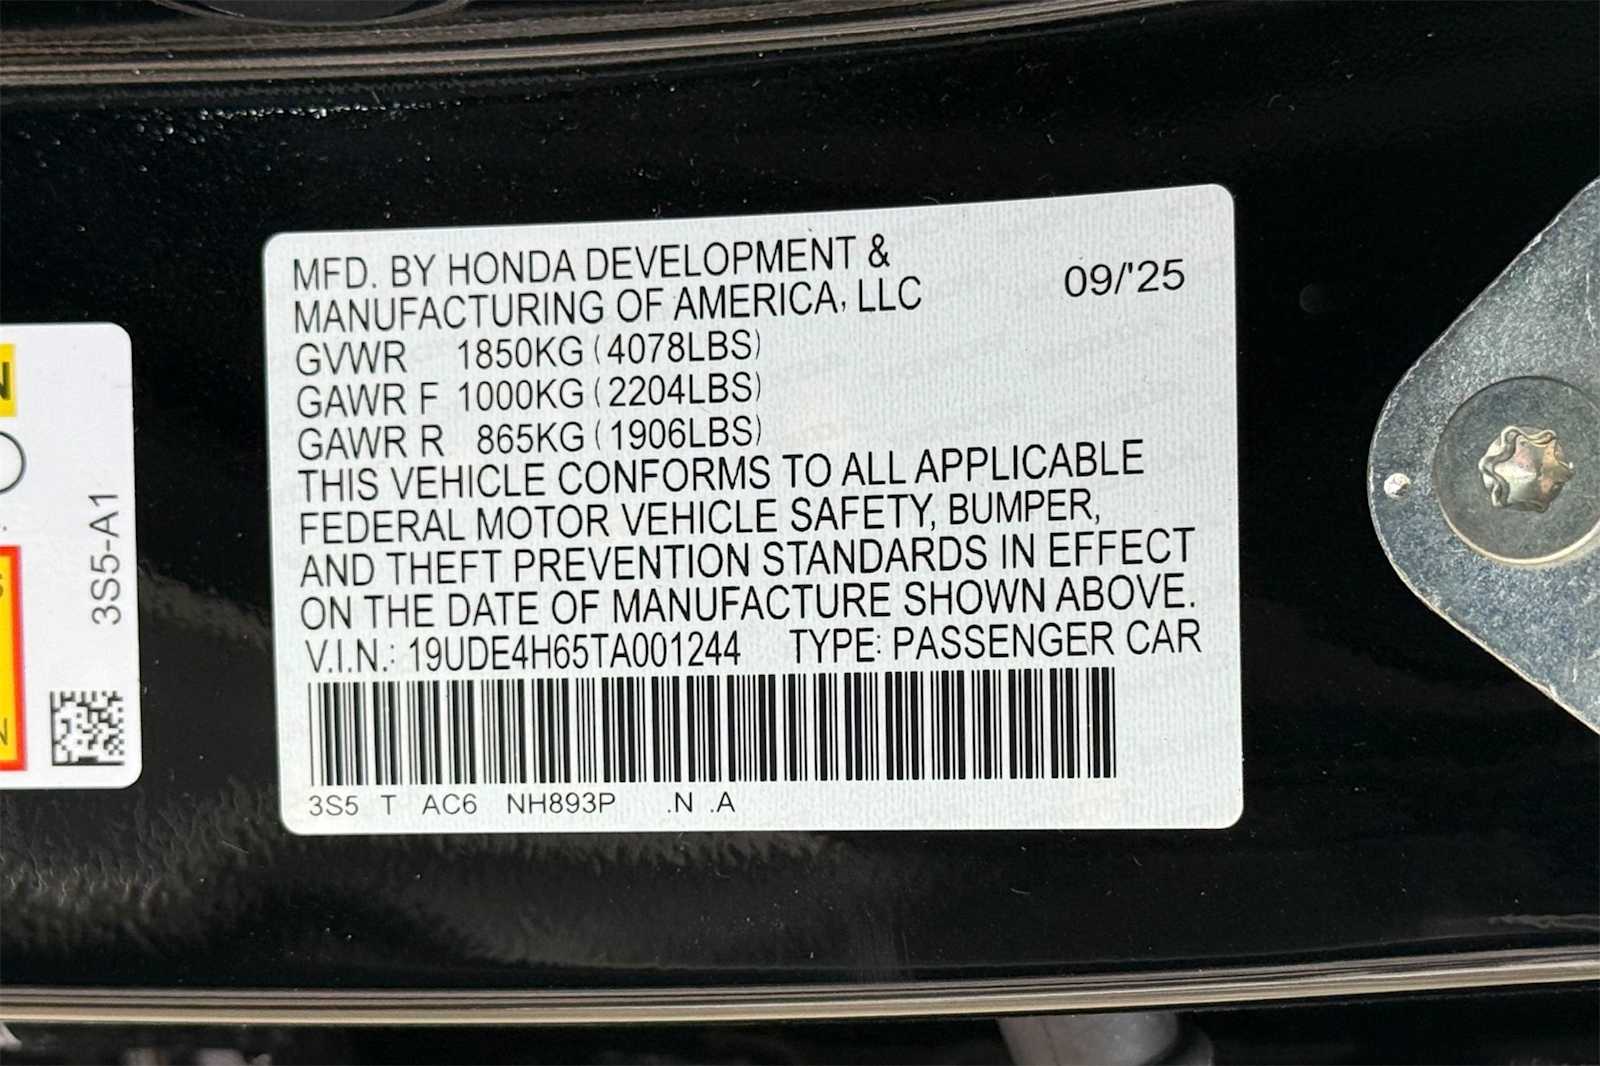 MFD. BY HONDA DEVELOPMENT &
MANUFACTURING OF AMERICA, LLC
09/'25
GVWR 1850KG (4078LBS)
GAWR F 1000KG (2204LBS)
GAWR R 865KG (1906LBS)
THIS VEHICLE CONFORMS TO ALL APPLICABLE
FEDERAL MOTOR VEHICLE SAFETY, BUMPER,
AND THEFT PREVENTION STANDARDS IN EFFECT
ON THE DATE OF MANUFACTURE SHOWN ABOVE.
V.I.N.: 19UDE4H65TA001244 TYPE: PASSENGER CAR
3S5 T AC6 NH893P .N .A
3S5-A1